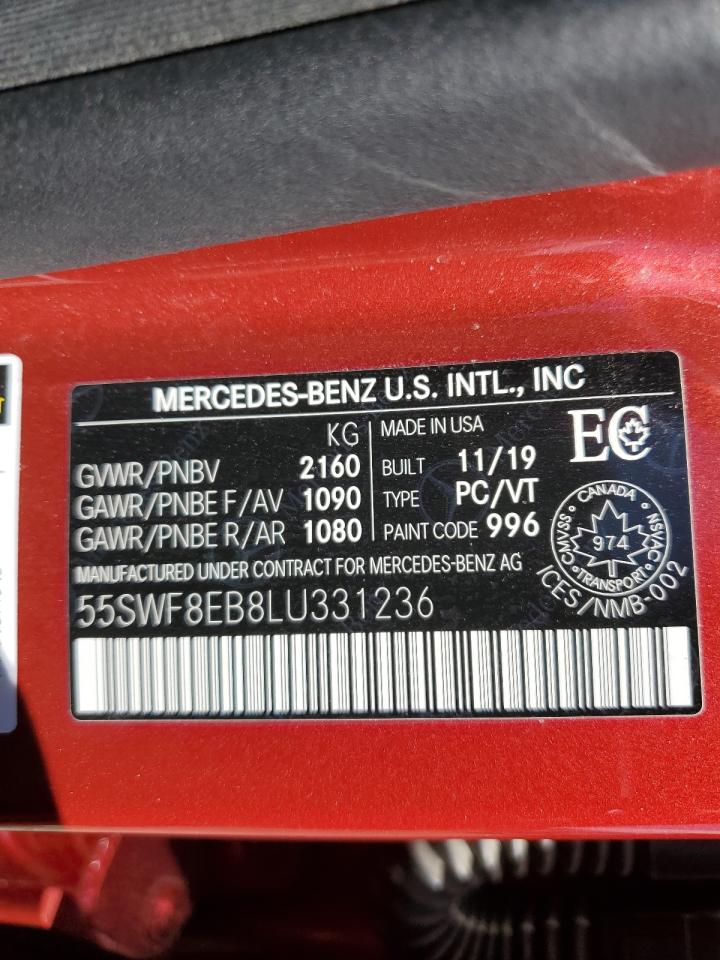 MERCEDES-BENZ U.S. INTL., INC
KG
GVWR/PNBV 2160
GAWR/PNBE F/AV 1090
GAWR/PNBE R/AR 1080
MADE IN USA
BUILT 11/19
TYPE PC/VT
PAINT CODE 996
EC
CANADA
CMVSS
974
NSVAC
TRANSPORT
ICES/NMB-002
MANUFACTURED UNDER CONTRACT FOR MERCEDES-BENZ AG
55SWF8EB8LU331236